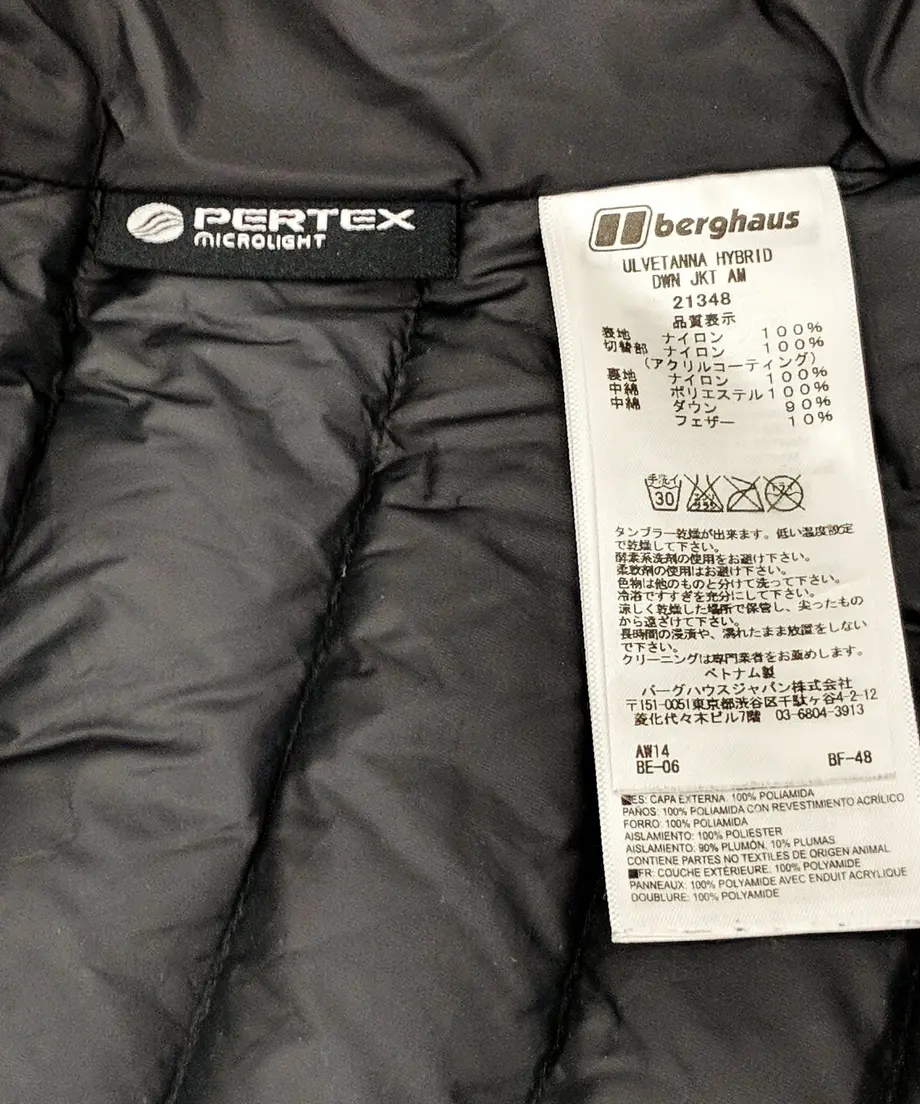 PERTEX
MICROLIGHT
berghaus
ULVETANNA HYBRID
DWN JKT AM
21348
品質表示
表地 ナイロン 100%
切替部 ナイロン 100%
(アクリルコーティング)
裏地 ナイロン 100%
中綿 ポリエステル 100%
中綿 ダウン 90%
フェザー 10%
手洗イ
30
タンブラー乾燥が出来ます。低い温度設定
で乾燥して下さい。
酵素系洗剤の使用をお避け下さい。
柔軟剤の使用はお避け下さい。
色物は他のものと分けて洗って下さい。
冷浴ですすぎを充分にして下さい。
涼しく乾燥した場所で保管し、尖ったもの
から遠ざけて下さい。
長時間の浸漬や、濡れたまま放置をしない
で下さい。
クリーニングは専門業者をお薦めします。
ベトナム製
バーグハウスジャパン株式会社
〒151-0051東京都渋谷区千駄ヶ谷4-2-12
菱化代々木ビル7階 03-6804-3913
AW14
BE-06 BF-48
ES: CAPA EXTERNA: 100% POLIAMIDA
PAÑOS: 100% POLIAMIDA CON REVESTIMIENTO ACRÍLICO
FORRO: 100% POLIAMIDA
AISLAMIENTO: 100% POLIESTER
AISLAMIENTO: 90% PLUMÓN, 10% PLUMAS
CONTIENE PARTES NO TEXTILES DE ORIGEN ANIMAL
FR: COUCHE EXTÉRIEURE: 100% POLYAMIDE
PANNEAUX: 100% POLYAMIDE AVEC ENDUIT ACRYLIQUE
DOUBLURE: 100% POLYAMIDE